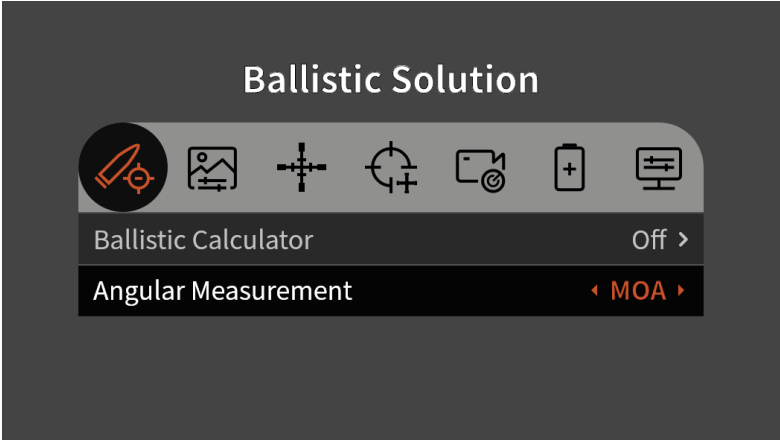 Ballistic Solution
Ballistic Calculator Off >
Angular Measurement MOA